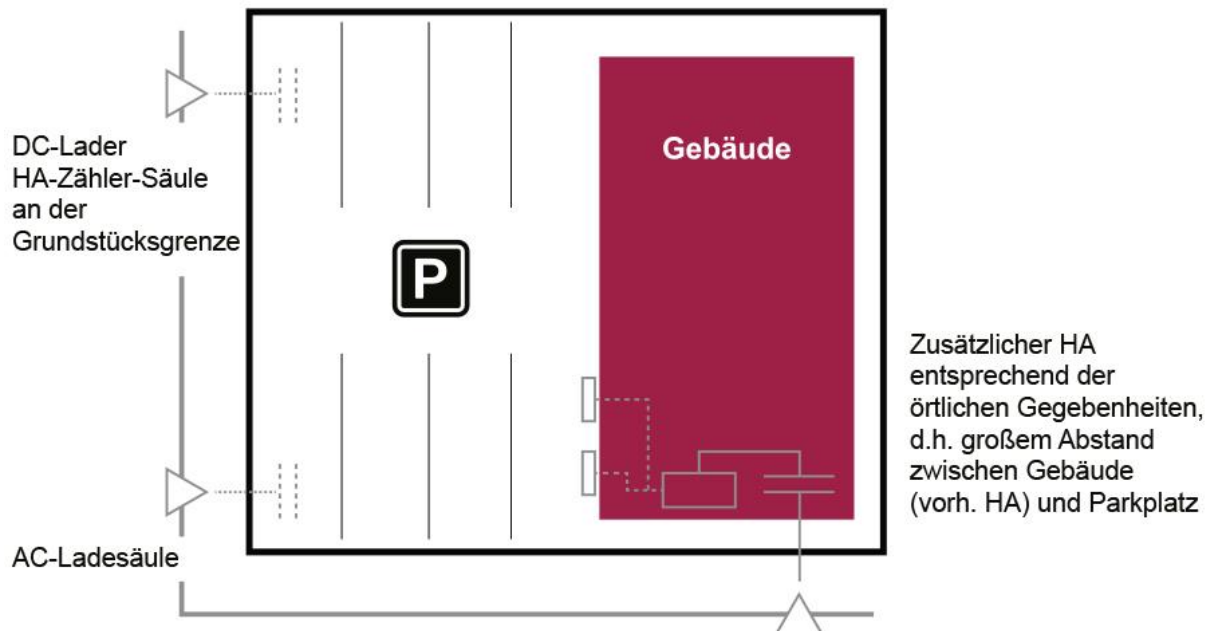 DC-Lader
HA-Zähler-Säule
an der
Grundstücksgrenze
Gebäude
P
Zusätzlicher HA
entsprechend der
örtlichen Gegebenheiten,
d.h. großem Abstand
zwischen Gebäude
(vorh. HA) und Parkplatz
AC-Ladesäule